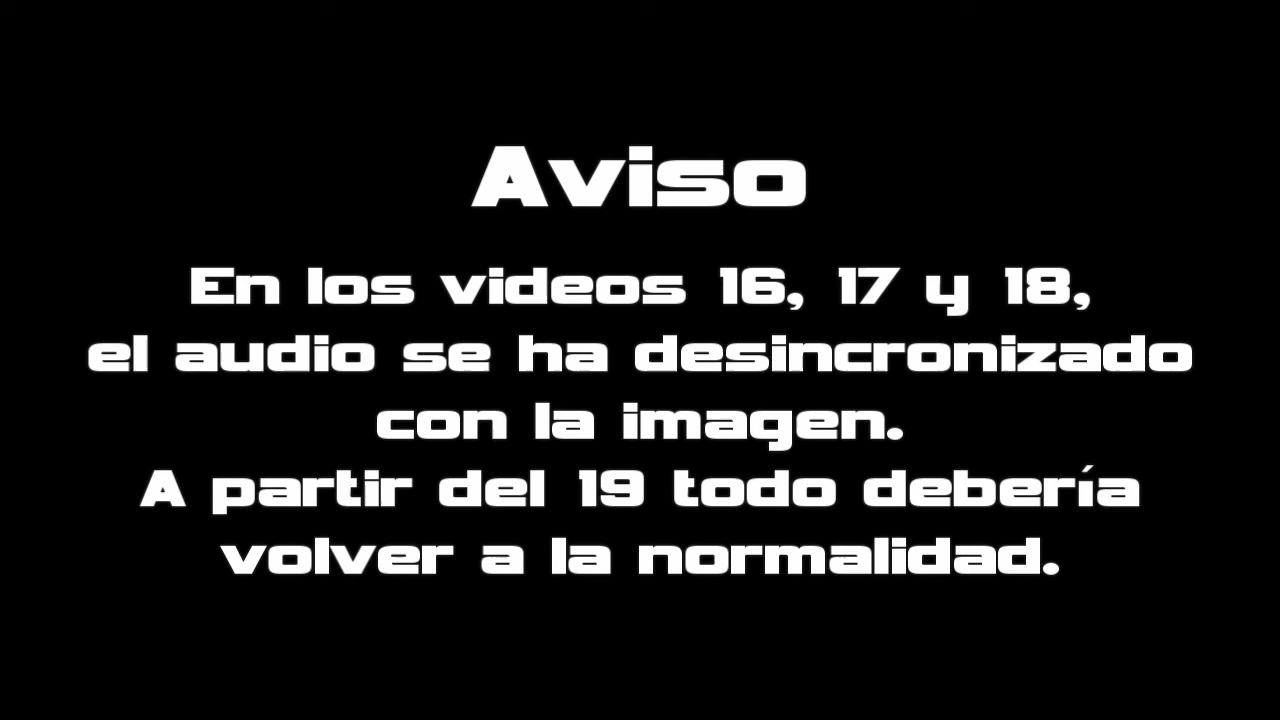 Aviso
En los videos 16, 17 y 18,
el audio se ha desincronizado
con la imagen.
A partir del 19 todo debería
volver a la normalidad.